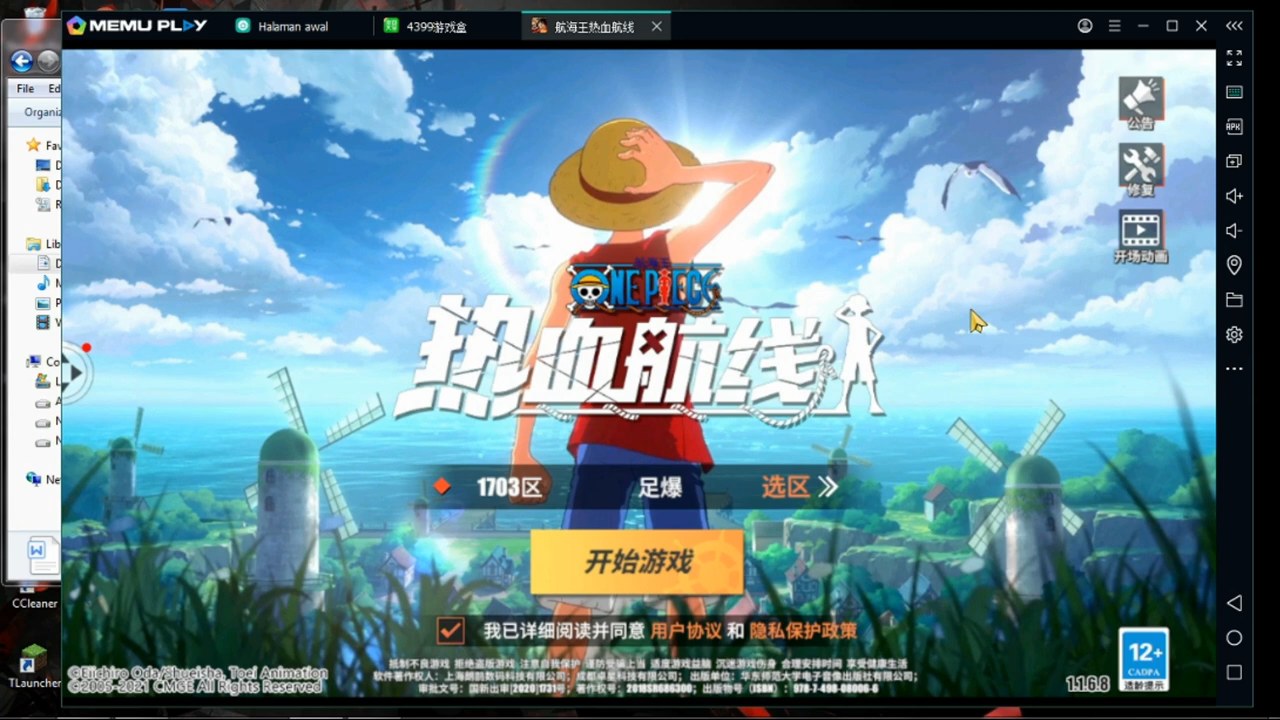 MEMU PLAY
Halaman awal
4399游戏盒
航海王热血航线
File Ed
Organiz
公告
APK
修复
开场动画
ONE PIECE
热血航线
1703区 足爆 选区
开始游戏
我已详细阅读并同意 用户协议 和 隐私保护政策
抵制不良游戏 拒绝盗版游戏 注意自我保护 谨防受骗上当 适度游戏益脑 沉迷游戏伤身 合理安排时间 享受健康生活
©Eiichiro Oda/Shueisha, Toei Animation
©2005-2021 CMGE All Rights Reserved
1.1.6.8
12+
CADPA
适龄提示
CCleaner
TLauncher